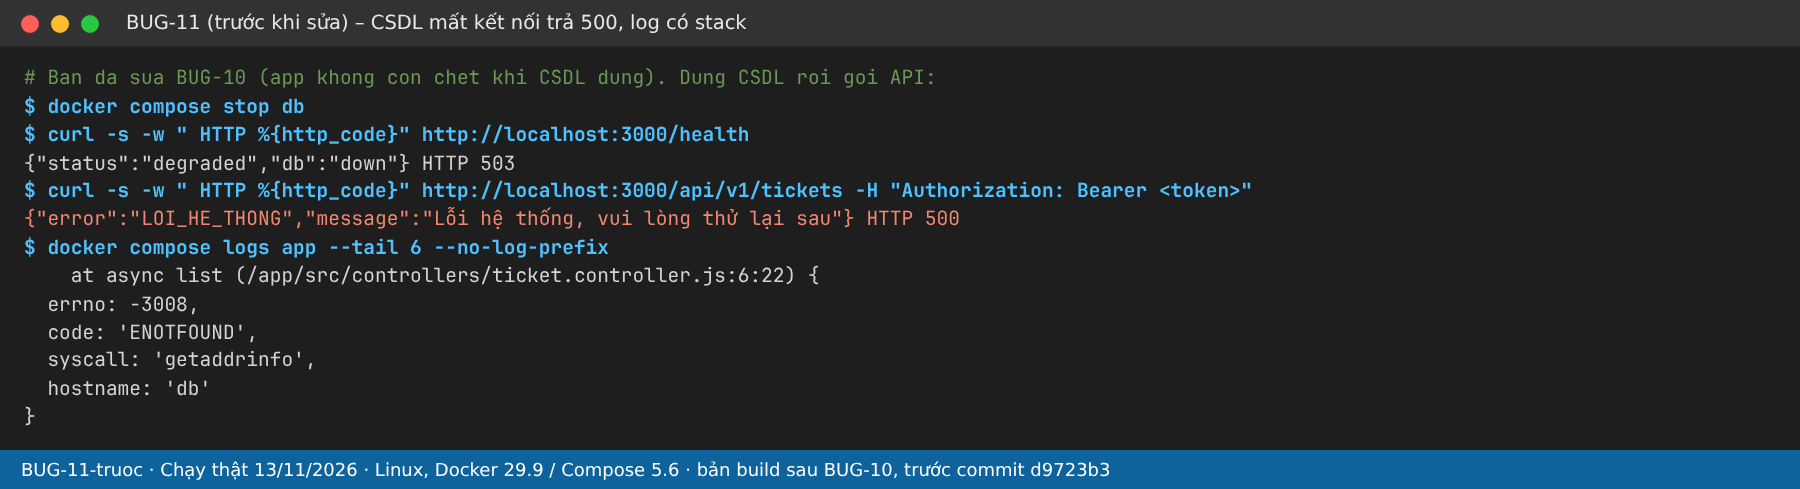 BUG-11 (trước khi sửa) – CSDL mất kết nối trả 500, log có stack
# Ban da sua BUG-10 (app khong con chet khi CSDL dung). Dung CSDL roi goi API:
$ docker compose stop db
$ curl -s -w " HTTP %{http_code}" http://localhost:3000/health
{"status":"degraded","db":"down"} HTTP 503
$ curl -s -w " HTTP %{http_code}" http://localhost:3000/api/v1/tickets -H "Authorization: Bearer <token>"
{"error":"LOI_HE_THONG","message":"Lỗi hệ thống, vui lòng thử lại sau"} HTTP 500
$ docker compose logs app --tail 6 --no-log-prefix
    at async list (/app/src/controllers/ticket.controller.js:6:22) {
  errno: -3008,
  code: 'ENOTFOUND',
  syscall: 'getaddrinfo',
  hostname: 'db'
}
BUG-11-truoc · Chạy thật 13/11/2026 · Linux, Docker 29.9 / Compose 5.6 · bản build sau BUG-10, trước commit d9723b3